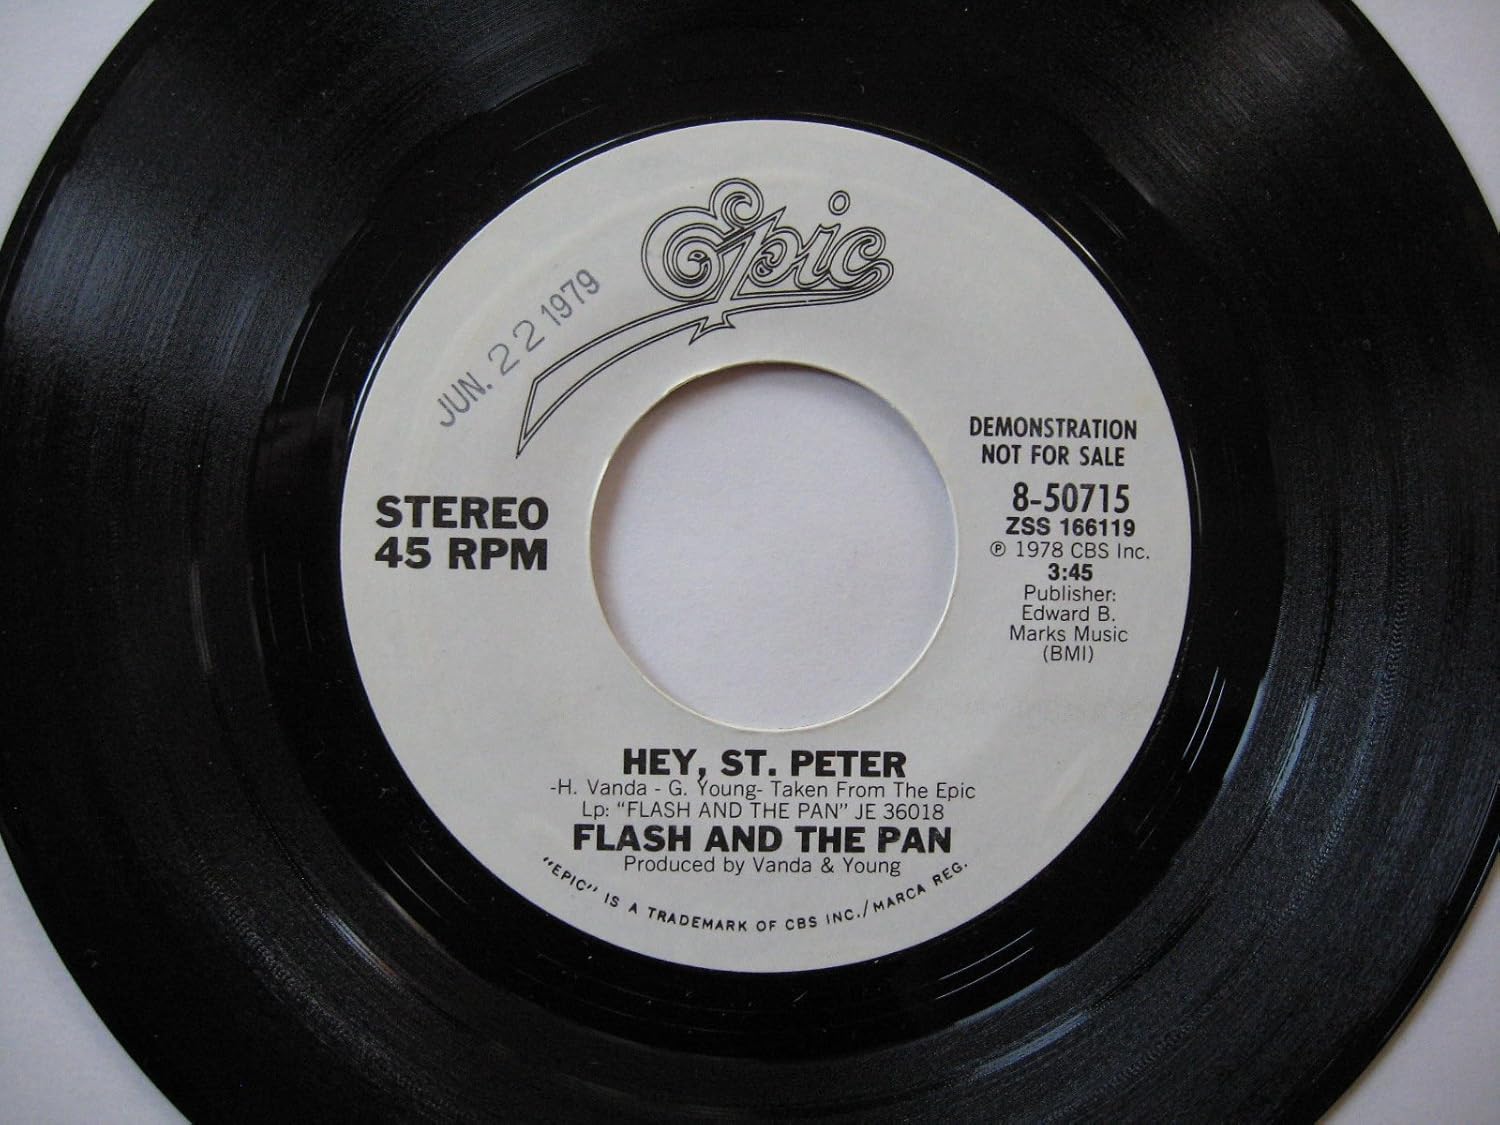 Epic
JUN. 22 1979
STEREO
45 RPM
DEMONSTRATION
NOT FOR SALE
8-50715
ZSS 166119
℗ 1978 CBS Inc.
3:45
Publisher:
Edward B.
Marks Music
(BMI)
HEY, ST. PETER
-H. Vanda - G. Young- Taken From The Epic
Lp: "FLASH AND THE PAN" JE 36018
FLASH AND THE PAN
Produced by Vanda & Young
"EPIC" IS A TRADEMARK OF CBS INC./MARCA REG.